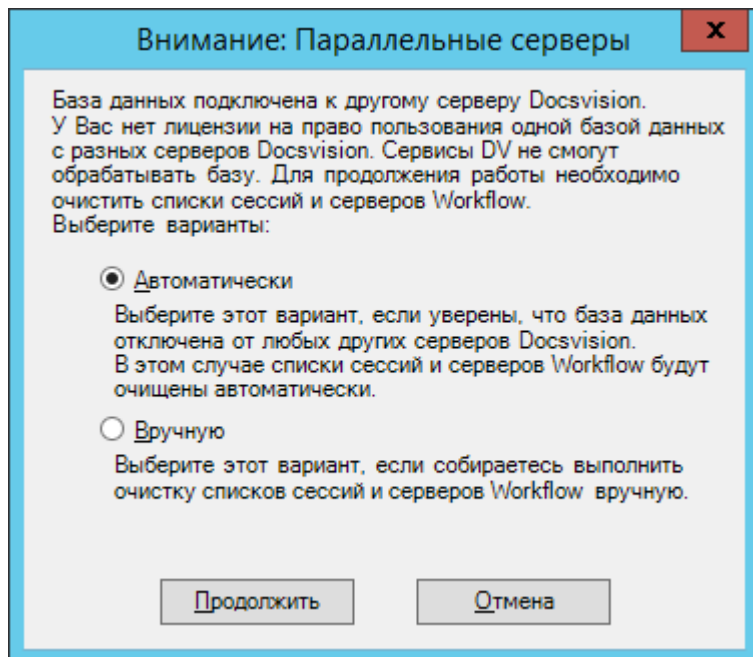 Внимание: Параллельные серверы
x
База данных подключена к другому серверу Docsvision.
У Вас нет лицензии на право пользования одной базой данных
с разных серверов Docsvision. Сервисы DV не смогут
обрабатывать базу. Для продолжения работы необходимо
очистить списки сессий и серверов Workflow.
Выберите варианты:
Автоматически
Выберите этот вариант, если уверены, что база данных
отключена от любых других серверов Docsvision.
В этом случае списки сессий и серверов Workflow будут
очищены автоматически.
Вручную
Выберите этот вариант, если собираетесь выполнить
очистку списков сессий и серверов Workflow вручную.
Продолжить
Отмена